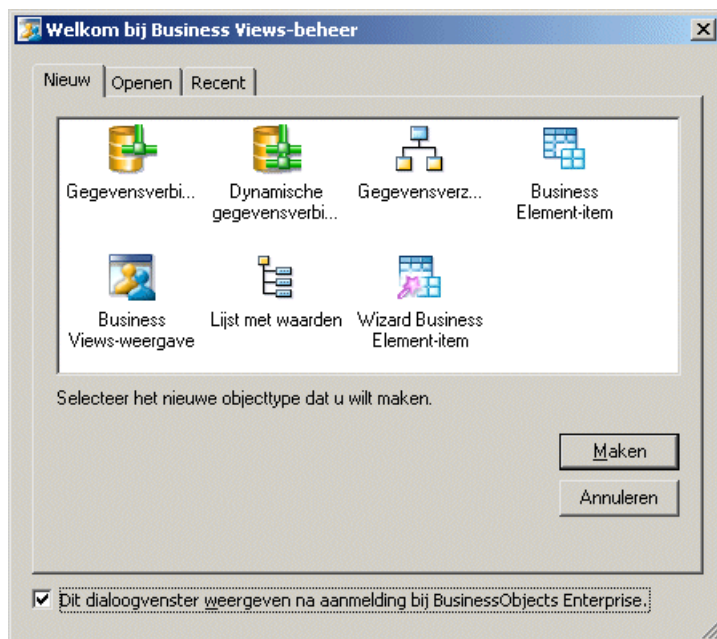 Welkom bij Business Views-beheer
Nieuw Openen Recent
Gegevensverbi... Dynamische gegevensverbi... Gegevensverz... Business Element-item
Business Views-weergave Lijst met waarden Wizard Business Element-item
Selecteer het nieuwe objecttype dat u wilt maken.
Maken
Annuleren
Dit dialoogvenster weergeven na aanmelding bij BusinessObjects Enterprise.